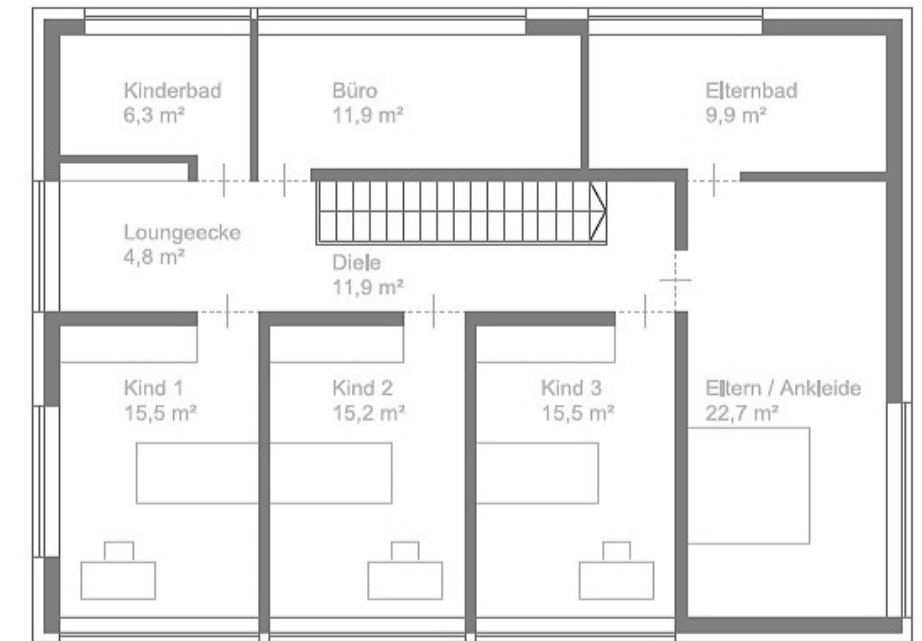 Kinderbad
6,3 m²
Büro
11,9 m²
Elternbad
9,9 m²
Loungeecke
4,8 m²
Diele
11,9 m²
Kind 1
15,5 m²
Kind 2
15,2 m²
Kind 3
15,5 m²
Eltern / Ankleide
22,7 m²